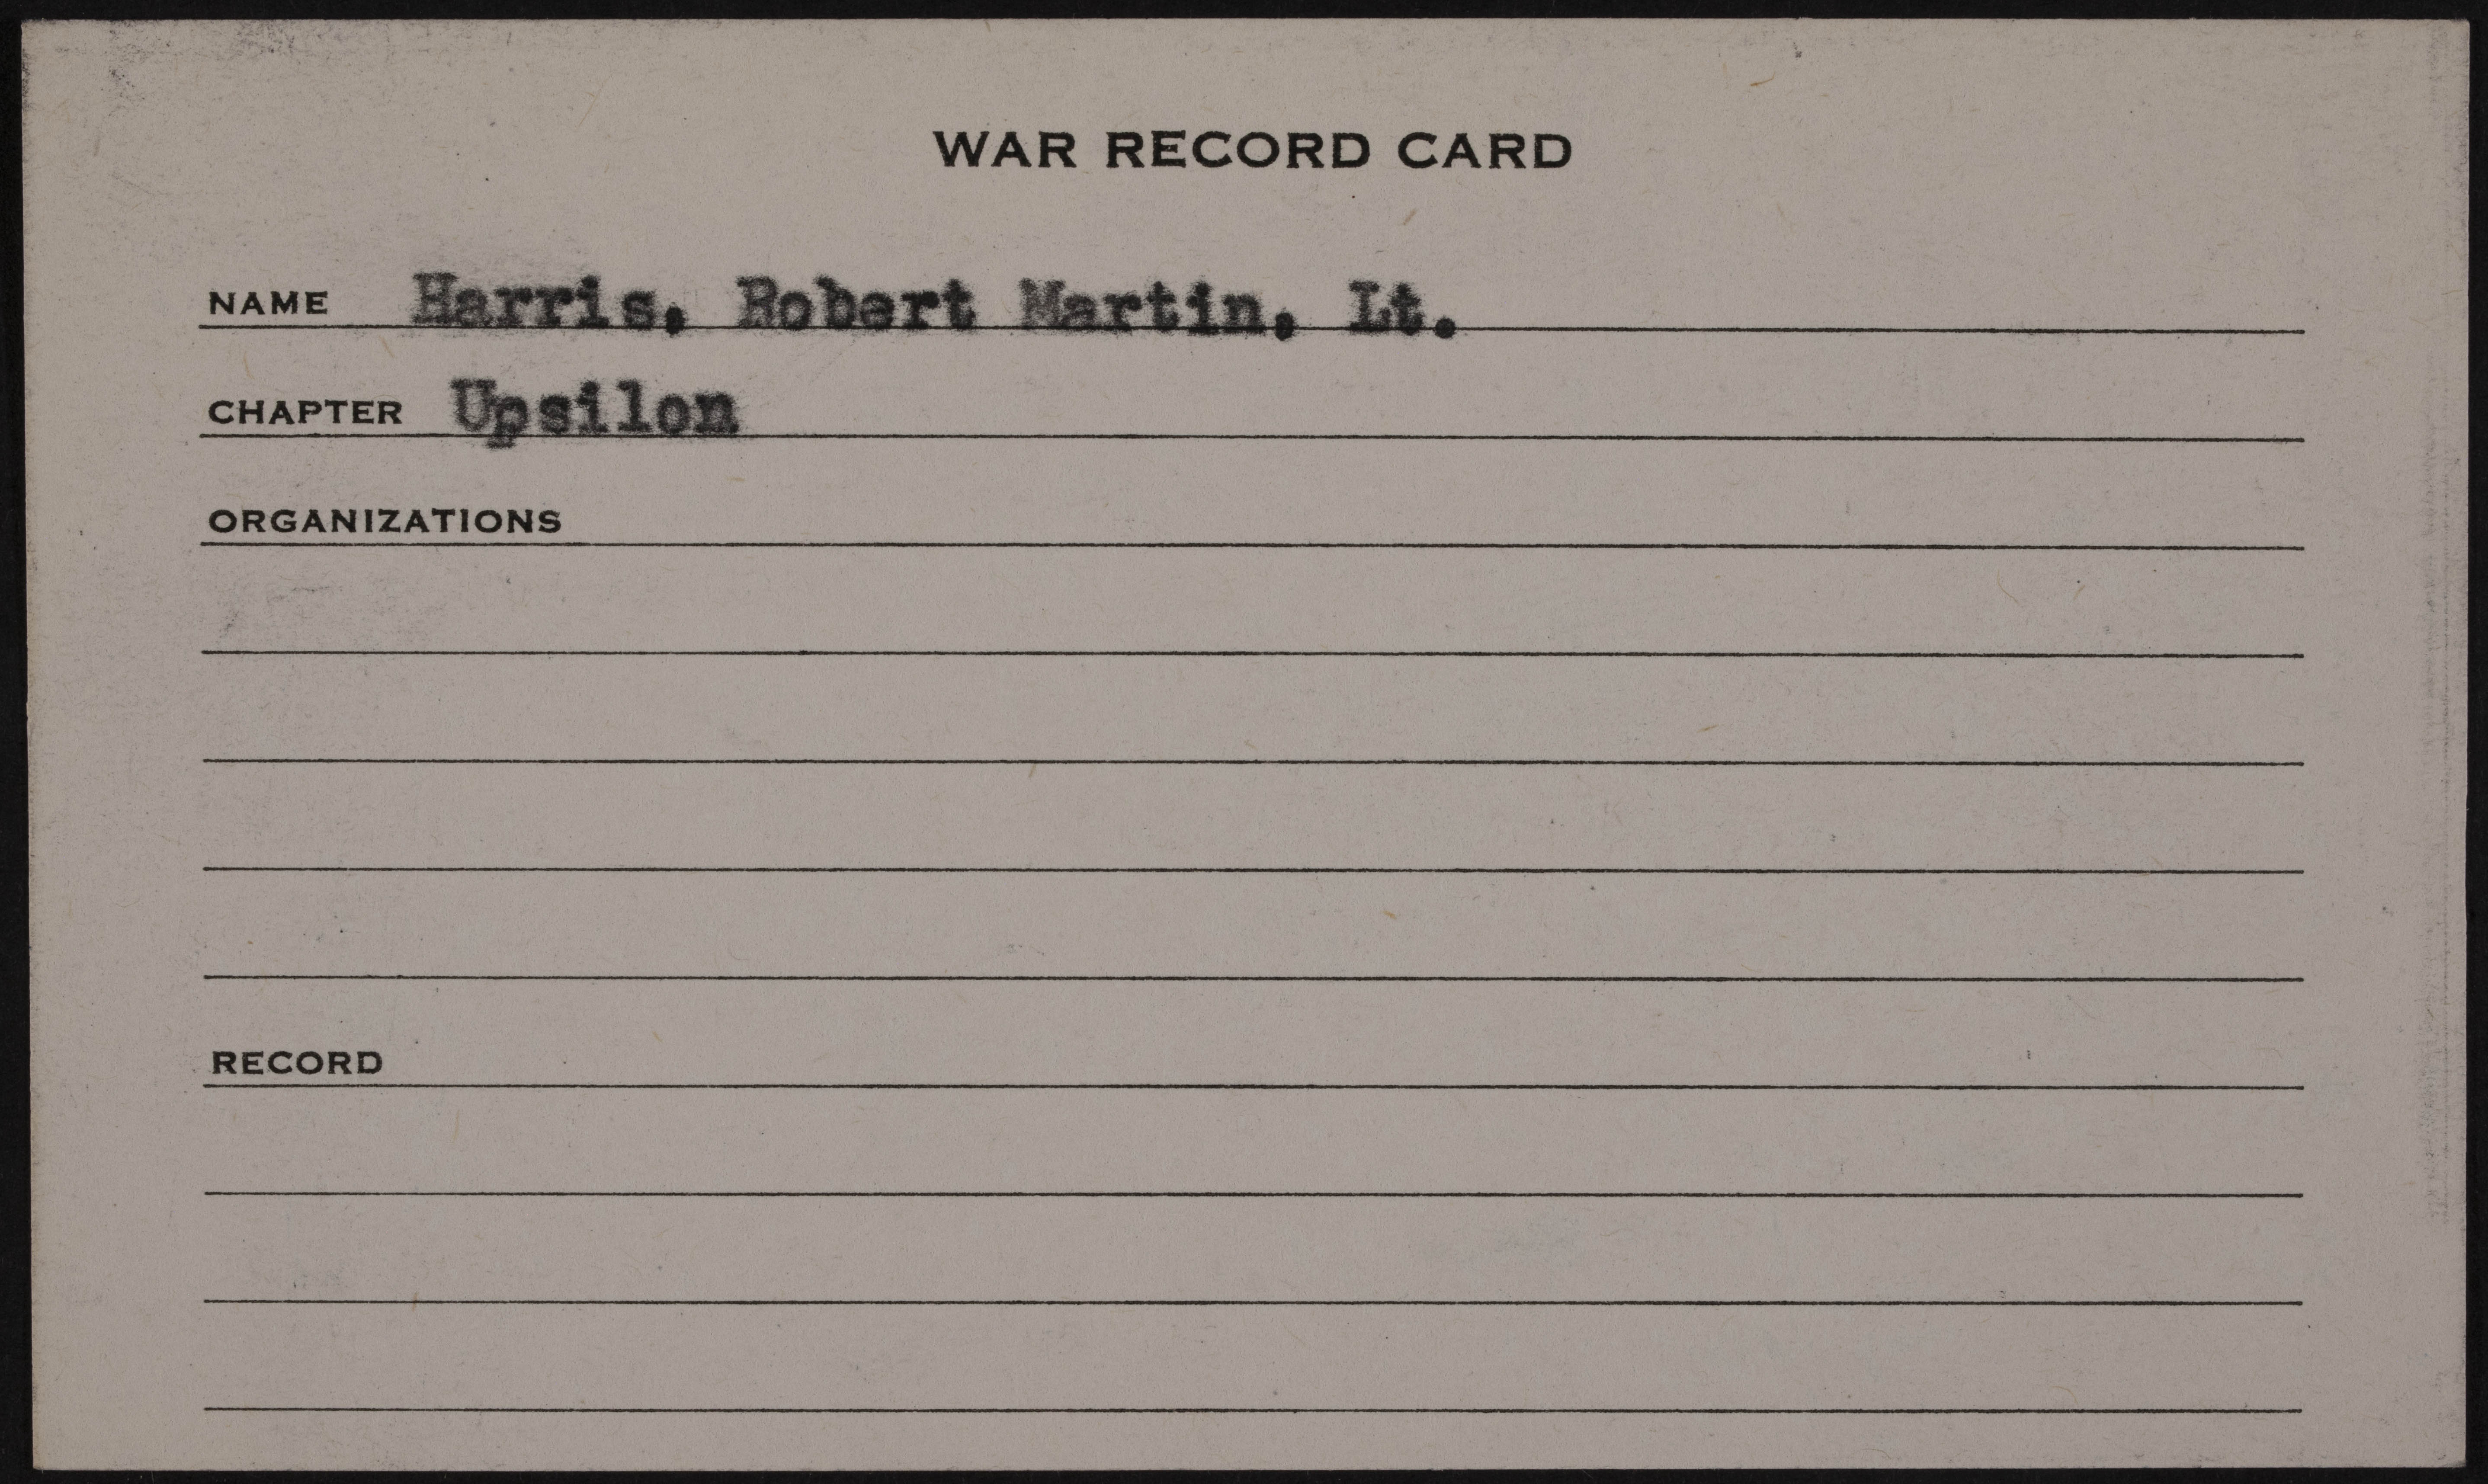 WAR RECORD CARD
NAME Harris, Robert Martin, Lt.
CHAPTER Upsilon
ORGANIZATIONS
RECORD